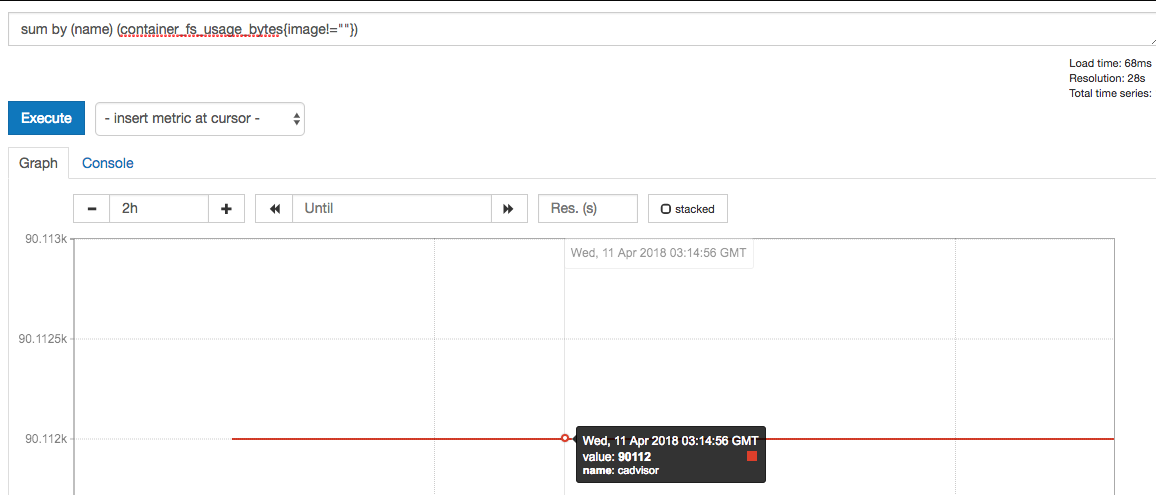 sum by (name) (container_fs_usage_bytes{image!=""})
Load time: 68ms
Resolution: 28s
Total time series:
Execute
- insert metric at cursor -
Graph
Console
2h
Until
Res. (s)
stacked
90.113k
Wed, 11 Apr 2018 03:14:56 GMT
90.1125k
90.112k
Wed, 11 Apr 2018 03:14:56 GMT
value: 90112
name: cadvisor